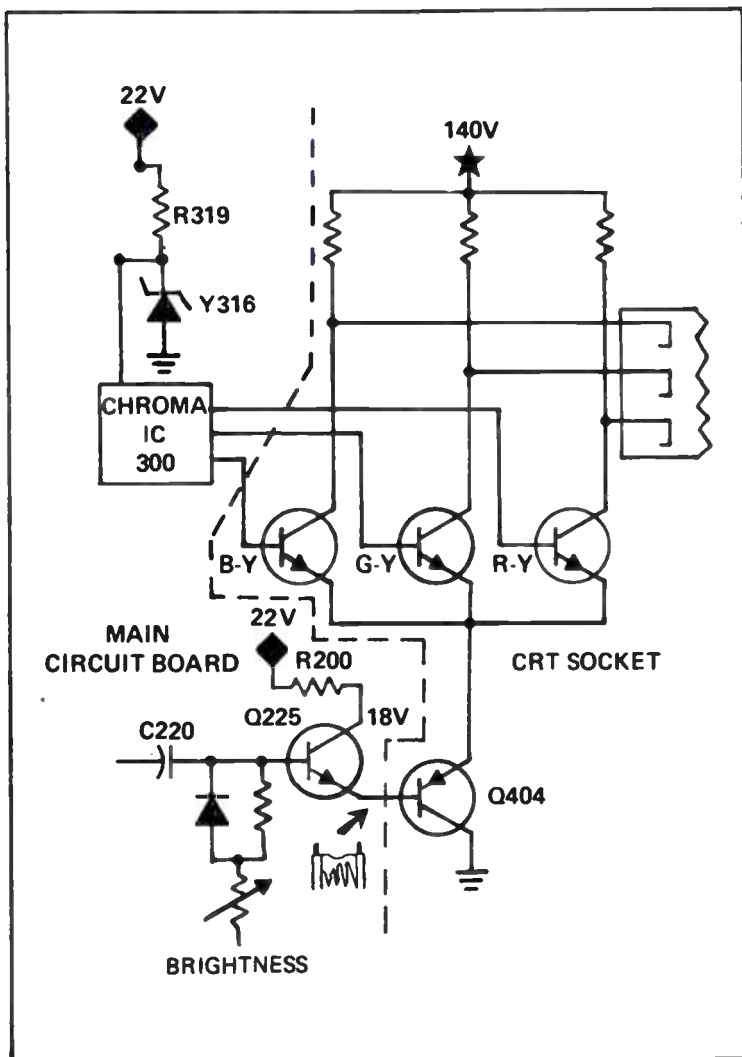 22V
140V
R319
Y316
CHROMA
IC
300
B-Y
G-Y
R-Y
22V
MAIN
CIRCUIT BOARD
R200
CRT SOCKET
Q225
18V
C220
Q404
BRIGHTNESS